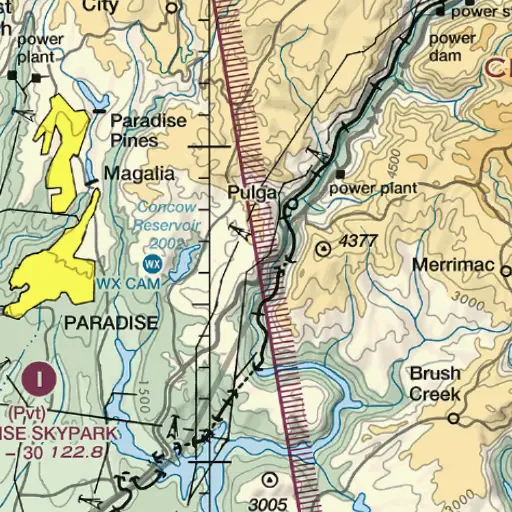 City
power
plant
power
dam
Paradise
Pines
Magalia
Pulga
power plant
4500
Concow
Reservoir
2002
WX
WX CAM
4377
Merrimac
3000
PARADISE
1500
Brush
Creek
I
(Pvt)
SE SKYPARK
– 30 122.8
3005